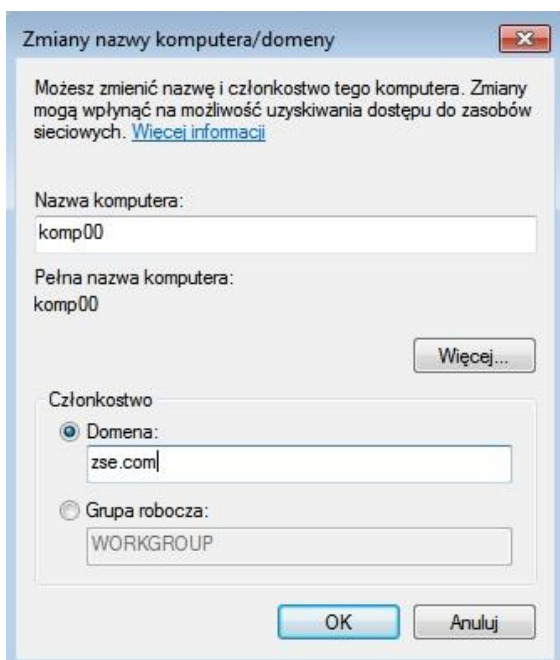 Zmiany nazwy komputera/domeny
Możesz zmienić nazwę i członkostwo tego komputera. Zmiany
mogą wpłynąć na możliwość uzyskiwania dostępu do zasobów
sieciowych. Więcej informacji
Nazwa komputera:
komp00
Pełna nazwa komputera:
komp00
Więcej...
Członkostwo
Domena:
zse.com
Grupa robocza:
WORKGROUP
OK Anuluj